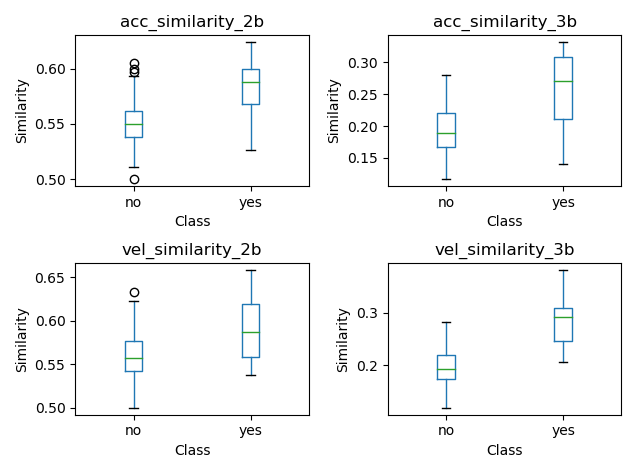 acc_similarity_2b
Similarity
0.60
0.55
0.50
no yes
Class
acc_similarity_3b
Similarity
0.30
0.25
0.20
0.15
no yes
Class
vel_similarity_2b
Similarity
0.65
0.60
0.55
0.50
no yes
Class
vel_similarity_3b
Similarity
0.3
0.2
no yes
Class